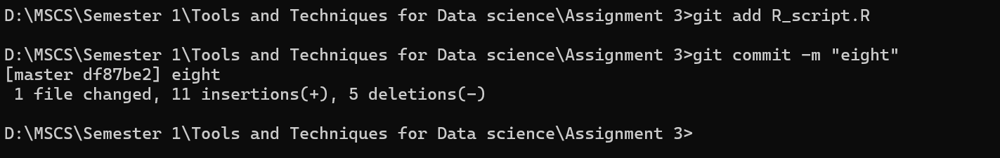 D:\MSCS\Semester 1\Tools and Techniques for Data science\Assignment 3>git add R_script.R
D:\MSCS\Semester 1\Tools and Techniques for Data science\Assignment 3>git commit -m "eight"
[master df87be2] eight
 1 file changed, 11 insertions(+), 5 deletions(-)
D:\MSCS\Semester 1\Tools and Techniques for Data science\Assignment 3>